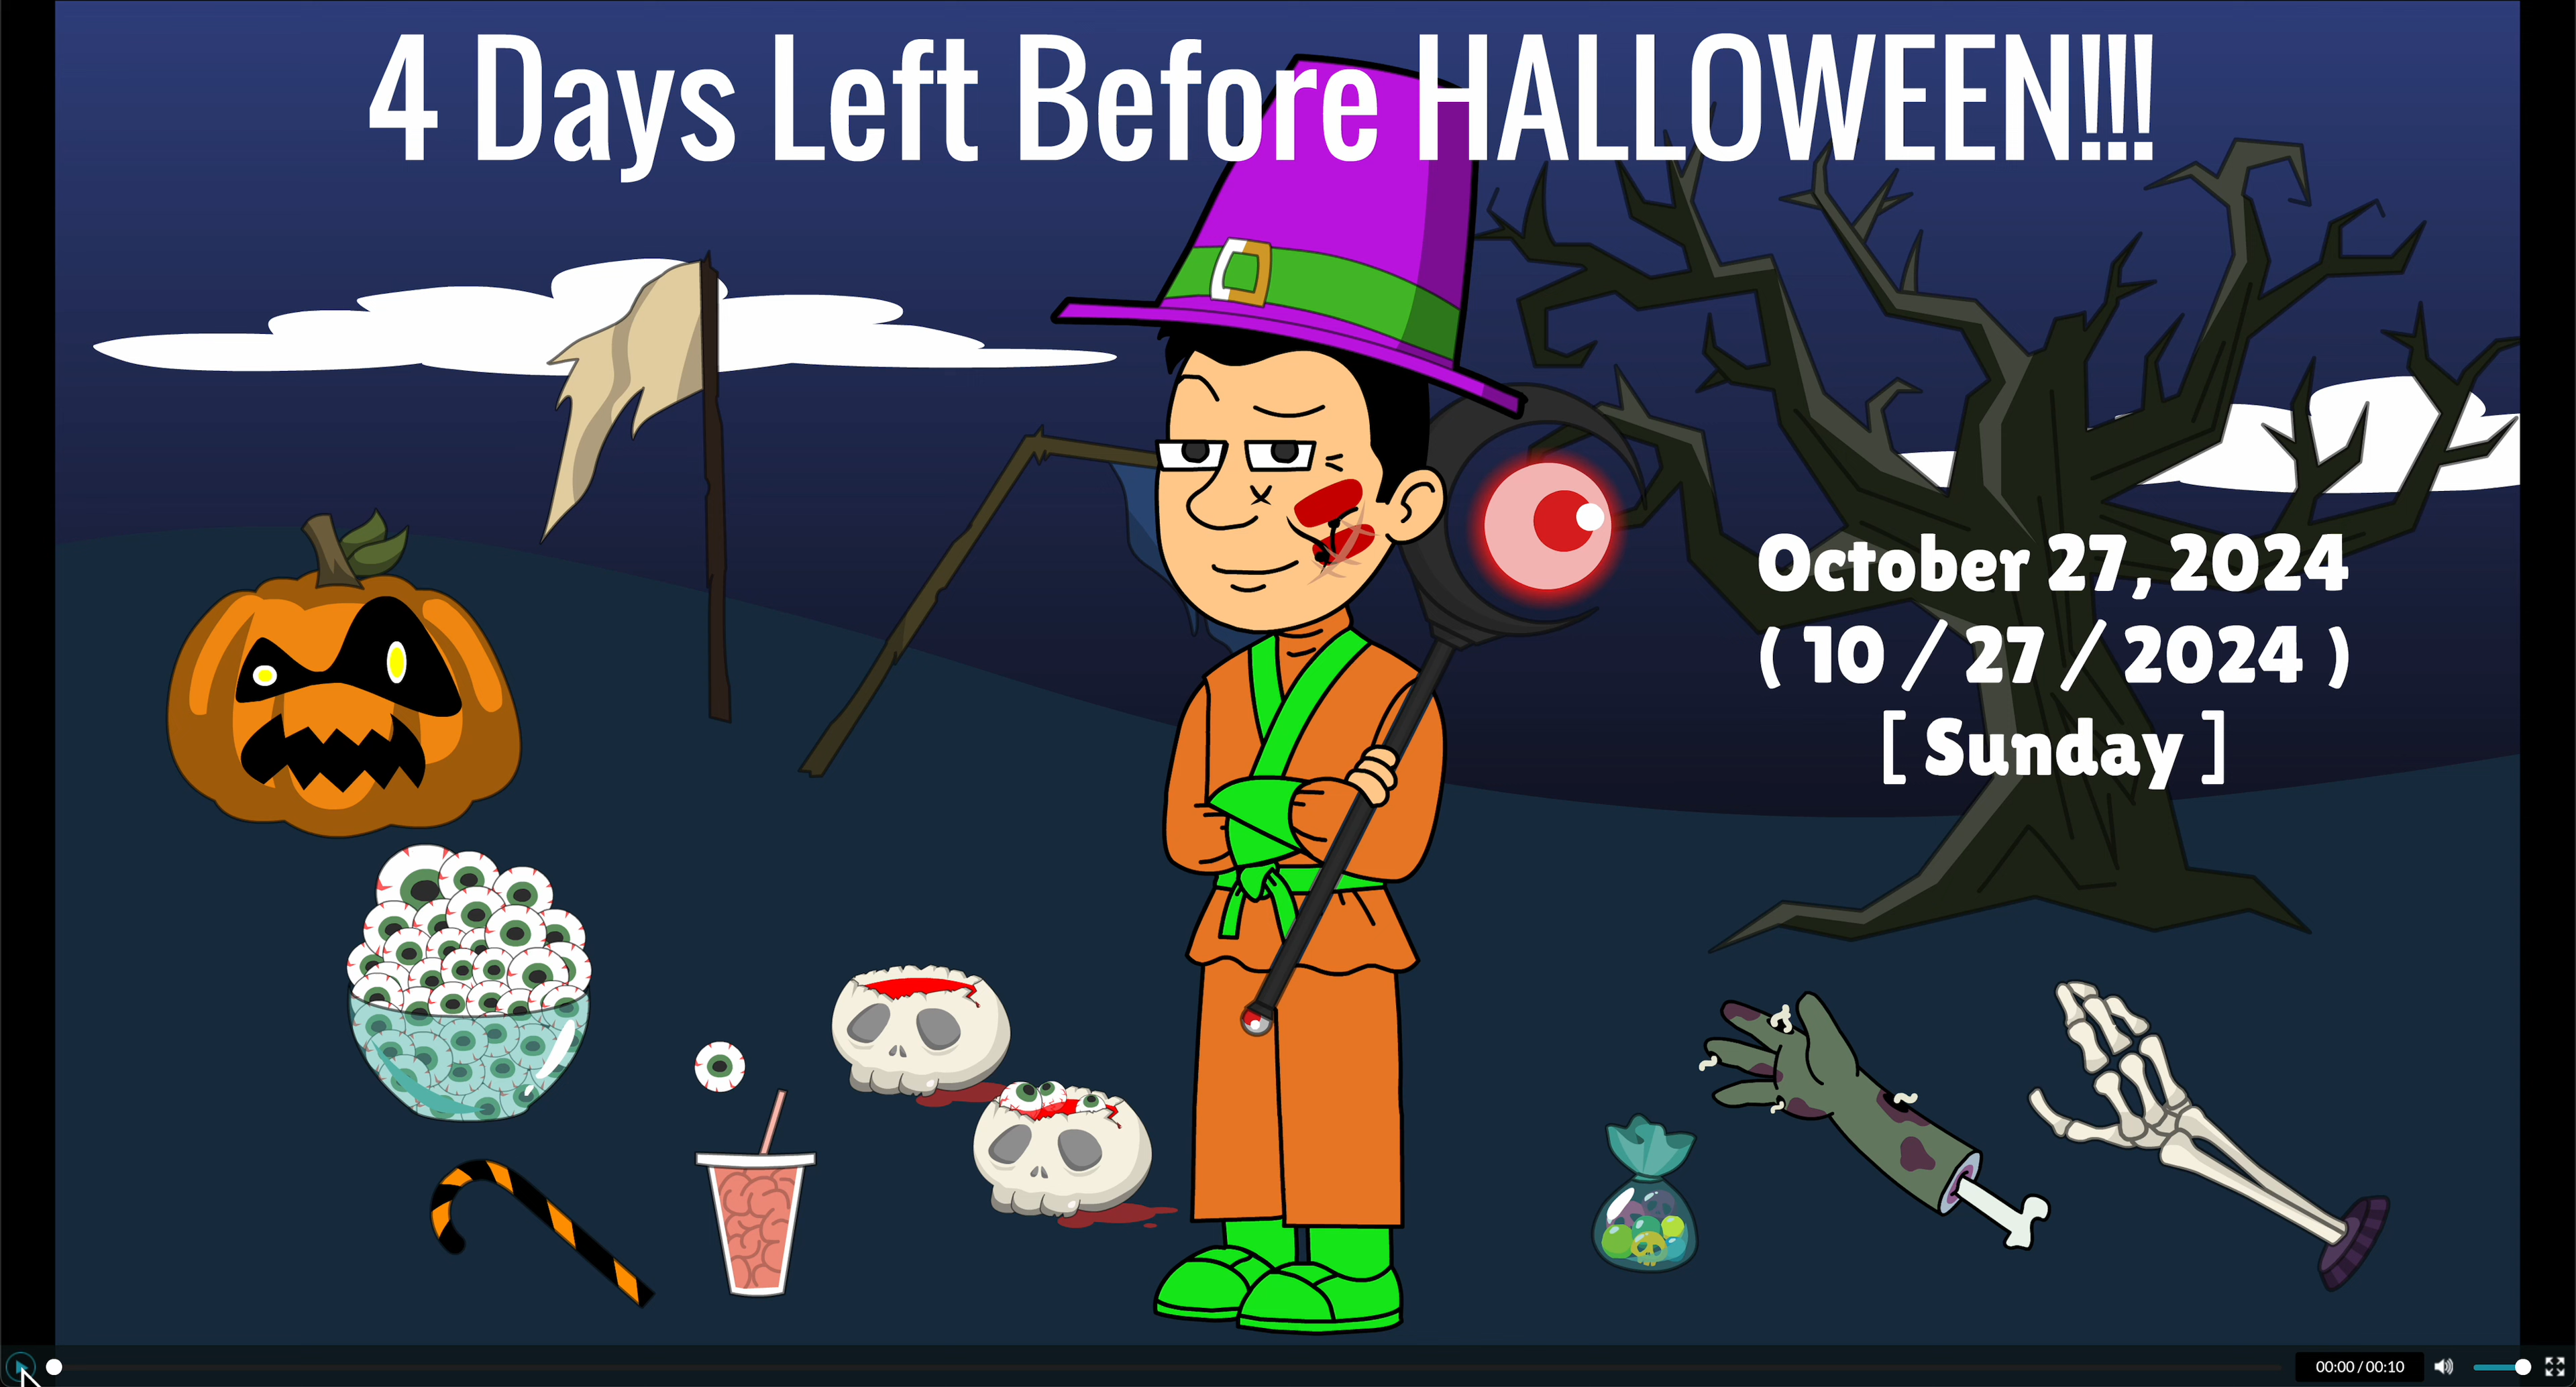 4 Days Left Before HALLOWEEN!!!
October 27, 2024
( 10 / 27 / 2024 )
[ Sunday ]
00:00 / 00:10